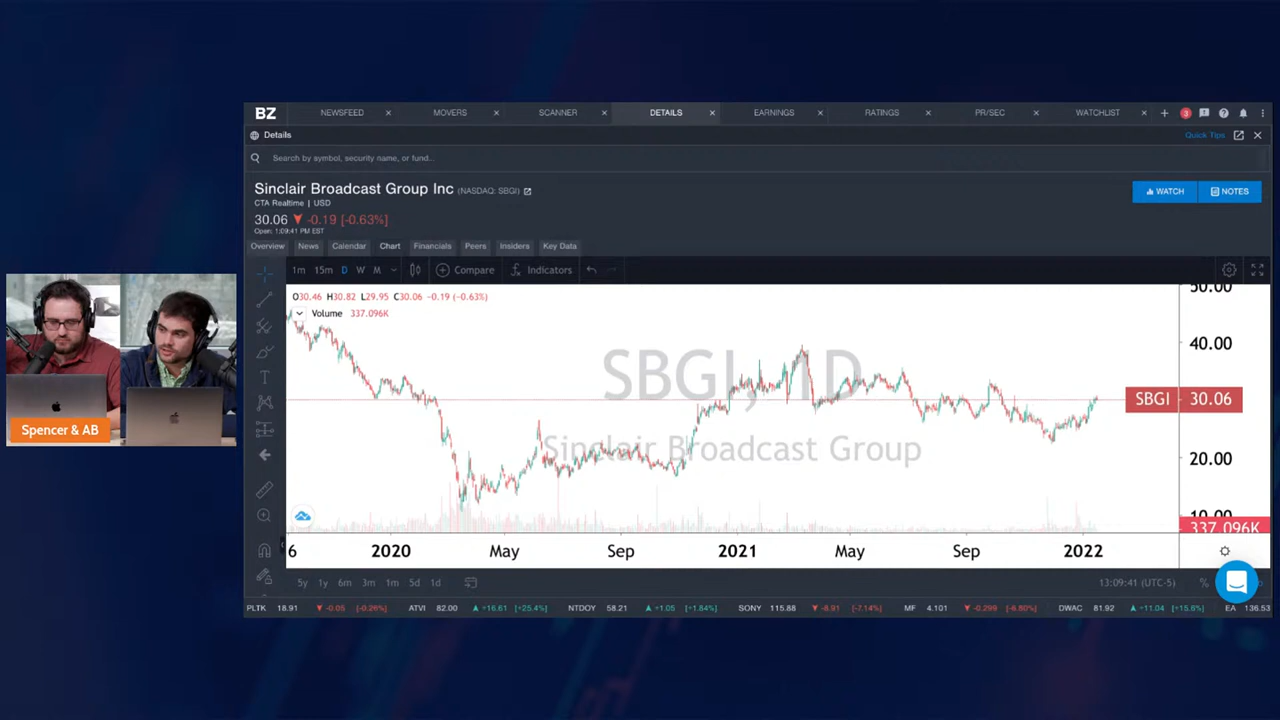 BZ NEWSFEED × MOVERS × SCANNER × DETAILS × EARNINGS × RATINGS × PR/SEC × WATCHLIST × + 3
Details Quick Tips
Search by symbol, security name, or fund...
Sinclair Broadcast Group Inc (NASDAQ: SBGI) WATCH NOTES
CTA Realtime | USD
30.06 ▼ -0.19 [-0.63%]
Open: 1:09:41 PM EST
Overview News Calendar Chart Financials Peers Insiders Key Data
1m 15m D W M Compare Indicators
O30.46 H30.82 L29.95 C30.06 -0.19 (-0.63%)
Volume 337.096K
SBGI, 1D
Sinclair Broadcast Group
50.00
40.00
SBGI 30.06
20.00
10.00
337.096K
6 2020 May Sep 2021 May Sep 2022
5y 1y 6m 3m 1m 5d 1d 13:09:41 (UTC-5) %
PLTK 18.91 ▼ -0.05 [-0.26%] ATVI 82.00 ▲ +16.61 [+25.4%] NTDOY 58.21 ▲ +1.05 [+1.84%] SONY 115.88 ▼ -8.91 [-7.14%] MF 4.101 ▼ -0.299 [-6.80%] DWAC 81.92 ▲ +11.04 [+15.6%] EA 136.53
Spencer & AB